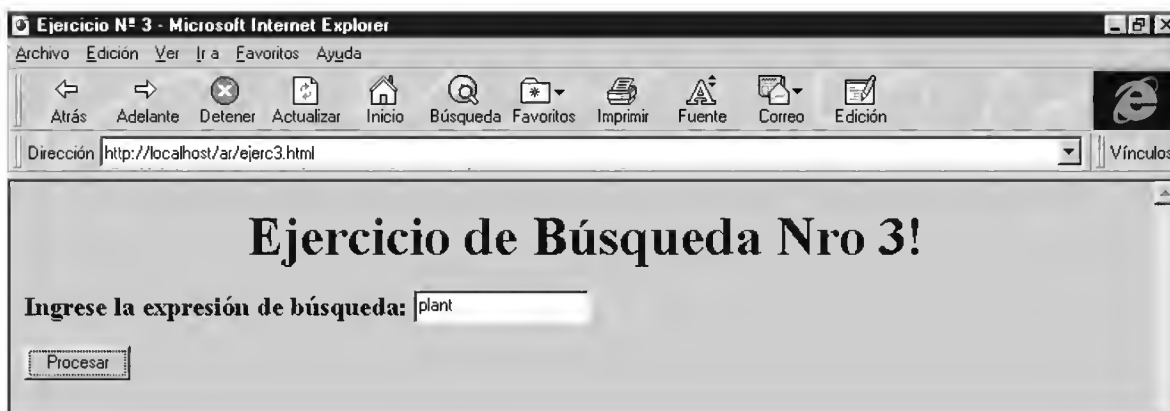 Ejercicio Nº 3 - Microsoft Internet Explorer
Archivo Edición Ver Ir a Favoritos Ayuda
Atrás Adelante Detener Actualizar Inicio Búsqueda Favoritos Imprimir Fuente Correo Edición
Dirección http://localhost/ar/ejerc3.html Vínculos
Ejercicio de Búsqueda Nro 3!
Ingrese la expresión de búsqueda: plant
Procesar